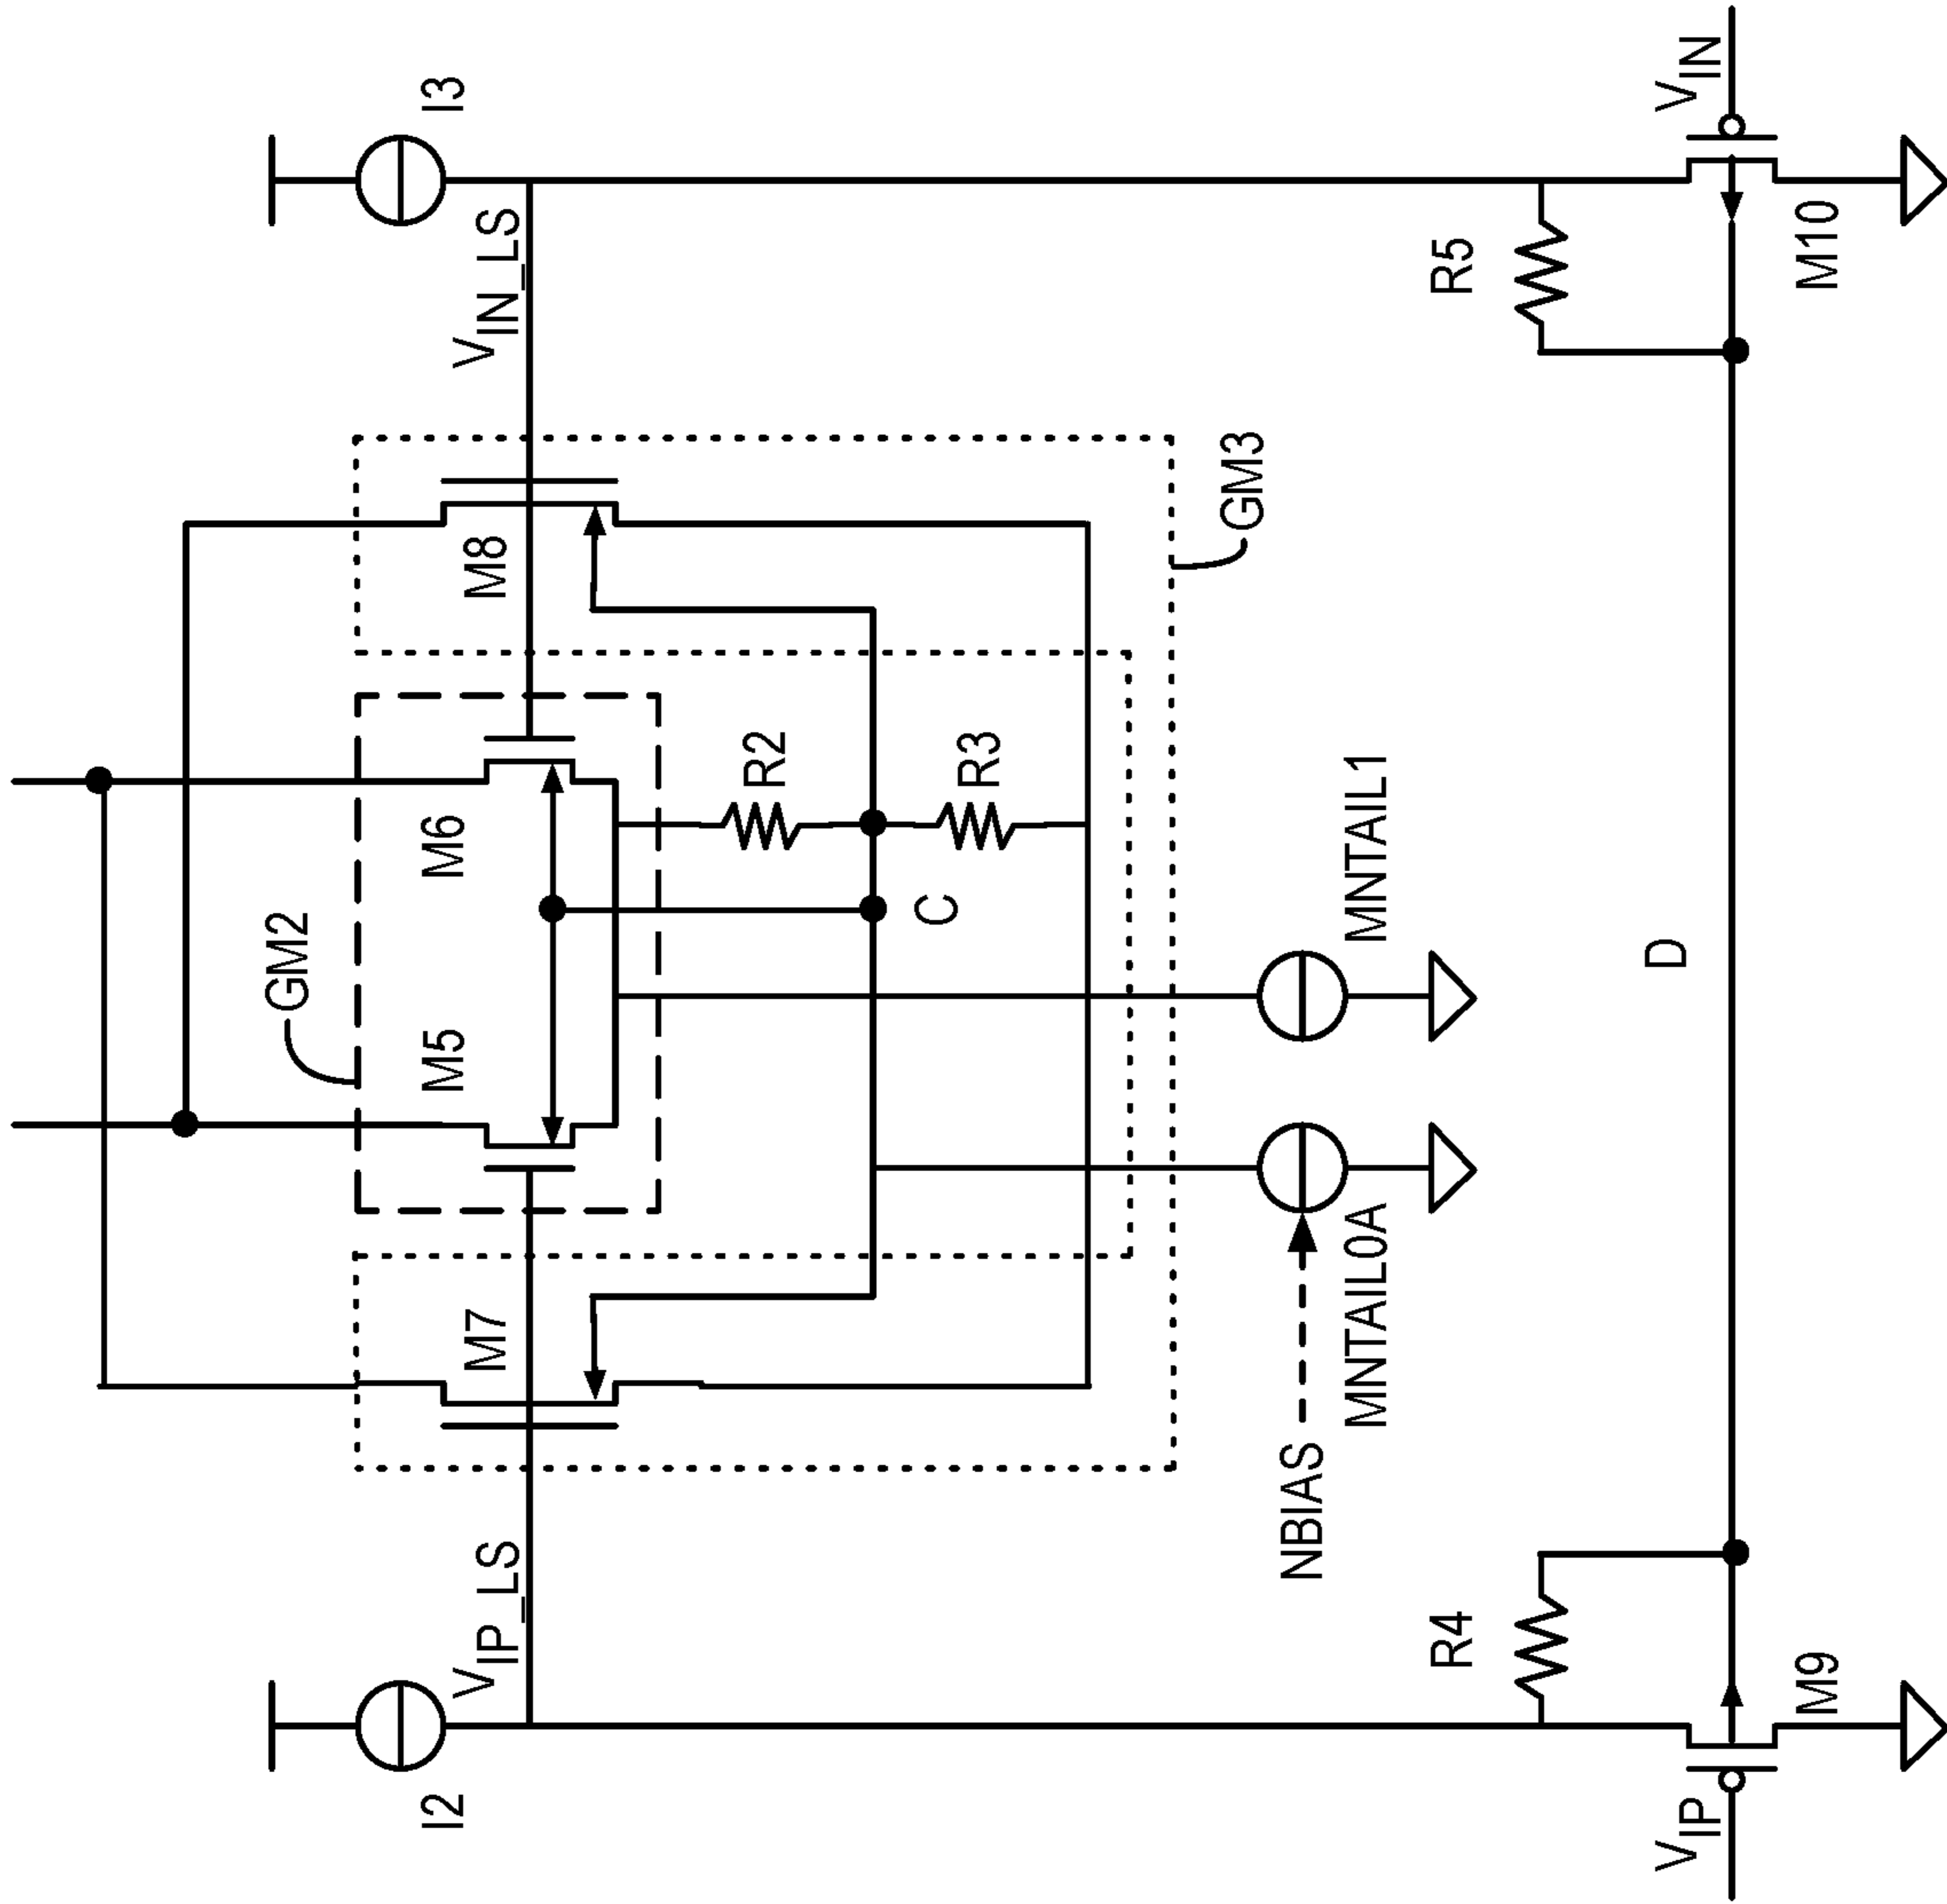 GM2
I2
M5
M6
I3
VIP_LS
M7
M8
VIN_LS
R2
C
R3
GM3
NBIAS
MNTAIL0A
MNTAIL1
R4
R5
D
VIP
VIN
M9
M10